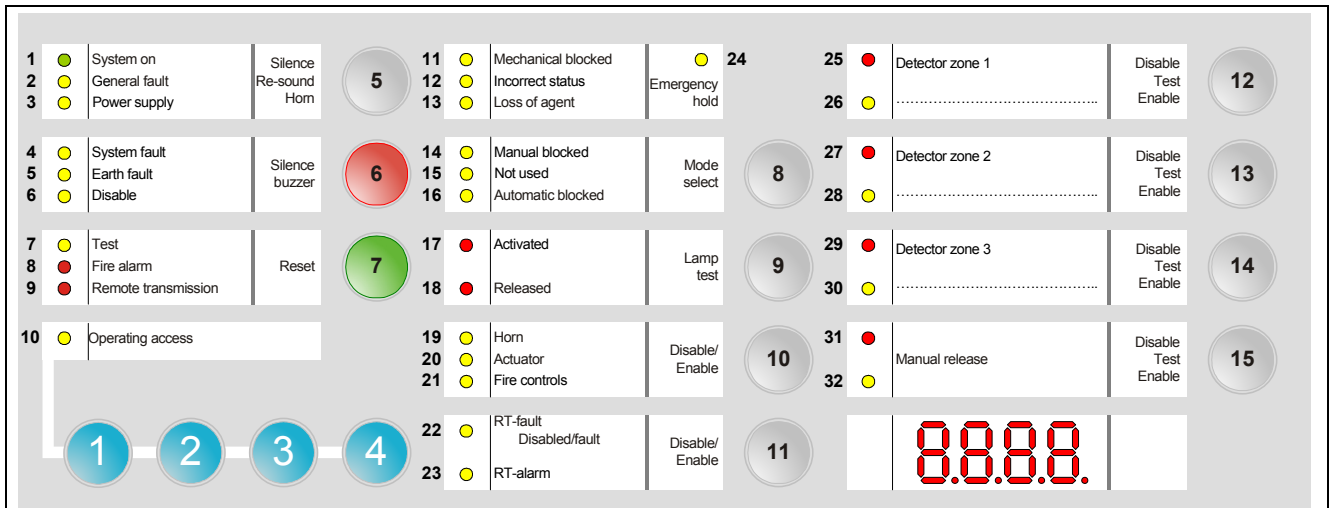 1 System on
2 General fault
3 Power supply
Silence
Re-sound
Horn
5
4 System fault
5 Earth fault
6 Disable
Silence
buzzer
6
7 Test
8 Fire alarm
9 Remote transmission
Reset
7
10 Operating access
1 2 3 4
11 Mechanical blocked
12 Incorrect status
13 Loss of agent
24
Emergency
hold
14 Manual blocked
15 Not used
16 Automatic blocked
Mode
select
8
17 Activated
18 Released
Lamp
test
9
19 Horn
20 Actuator
21 Fire controls
Disable/
Enable
10
22 RT-fault
Disabled/fault
23 RT-alarm
Disable/
Enable
11
25 Detector zone 1
26 ..........................................
Disable
Test
Enable
12
27 Detector zone 2
28 ..........................................
Disable
Test
Enable
13
29 Detector zone 3
30 ..........................................
Disable
Test
Enable
14
31
Manual release
32
Disable
Test
Enable
15
8.8.8.8.